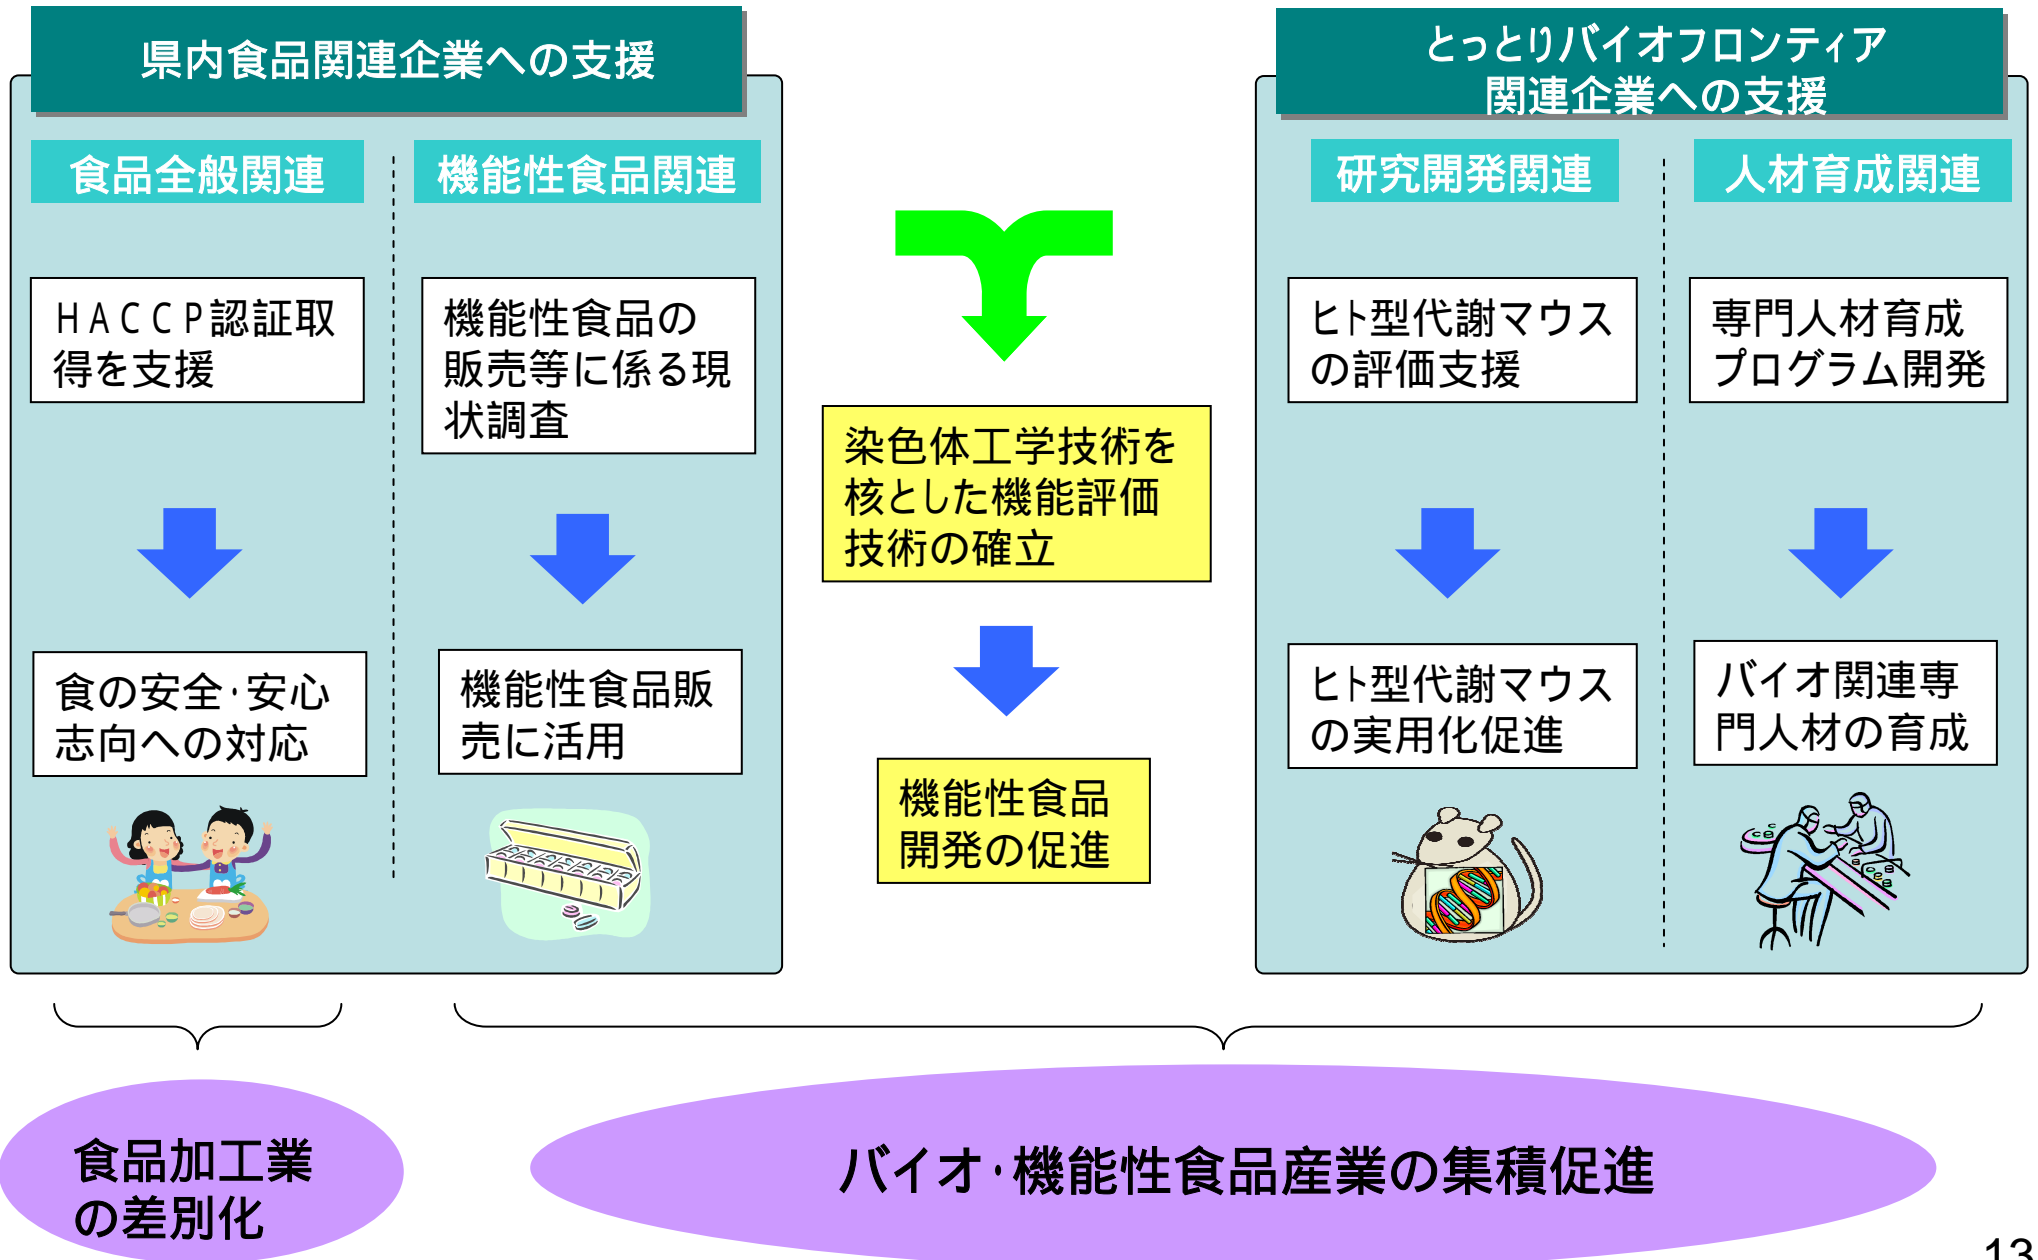 県内食品関連企業への支援
食品全般関連
機能性食品関連
ＨＡＣＣＰ認証取
得を支援
機能性食品の
販売等に係る現
状調査
食の安全・安心
志向への対応
機能性食品販
売に活用
染色体工学技術を
核とした機能評価
技術の確立
機能性食品
開発の促進
とっとりバイオフロンティア
関連企業への支援
研究開発関連
人材育成関連
ヒト型代謝マウス
の評価支援
専門人材育成
プログラム開発
ヒト型代謝マウス
の実用化促進
バイオ関連専
門人材の育成
食品加工業
の差別化
バイオ・機能性食品産業の集積促進
13